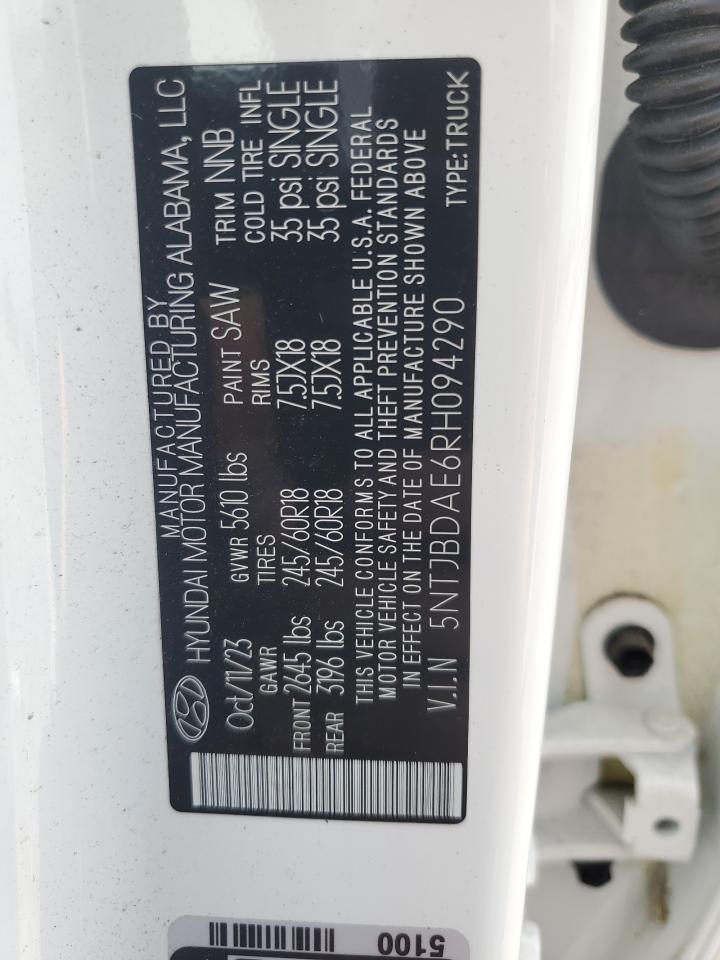 MANUFACTURED BY
HYUNDAI MOTOR MANUFACTURING ALABAMA, LLC
Oct/11/23 GVWR 5610 lbs PAINT SAW TRIM NNB
GAWR TIRES RIMS COLD TIRE INFL
FRONT 2645 lbs 245/60R18 7.5JX18 35 psi SINGLE
REAR 3196 lbs 245/60R18 7.5JX18 35 psi SINGLE
THIS VEHICLE CONFORMS TO ALL APPLICABLE U.S.A. FEDERAL
MOTOR VEHICLE SAFETY AND THEFT PREVENTION STANDARDS
IN EFFECT ON THE DATE OF MANUFACTURE SHOWN ABOVE
V.I.N 5NTJBDAE6RH094290 TYPE:TRUCK
5100